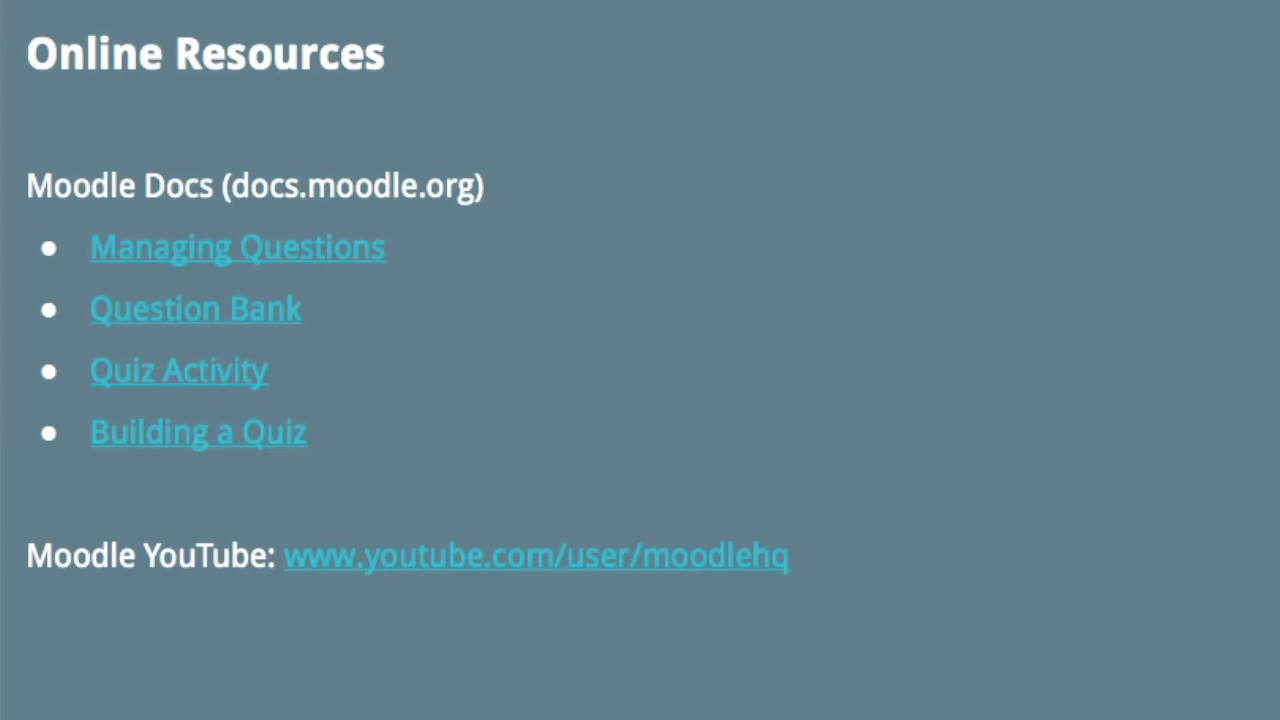 Online Resources
Moodle Docs (docs.moodle.org)
● Managing Questions
● Question Bank
● Quiz Activity
● Building a Quiz
Moodle YouTube: www.youtube.com/user/moodlehq